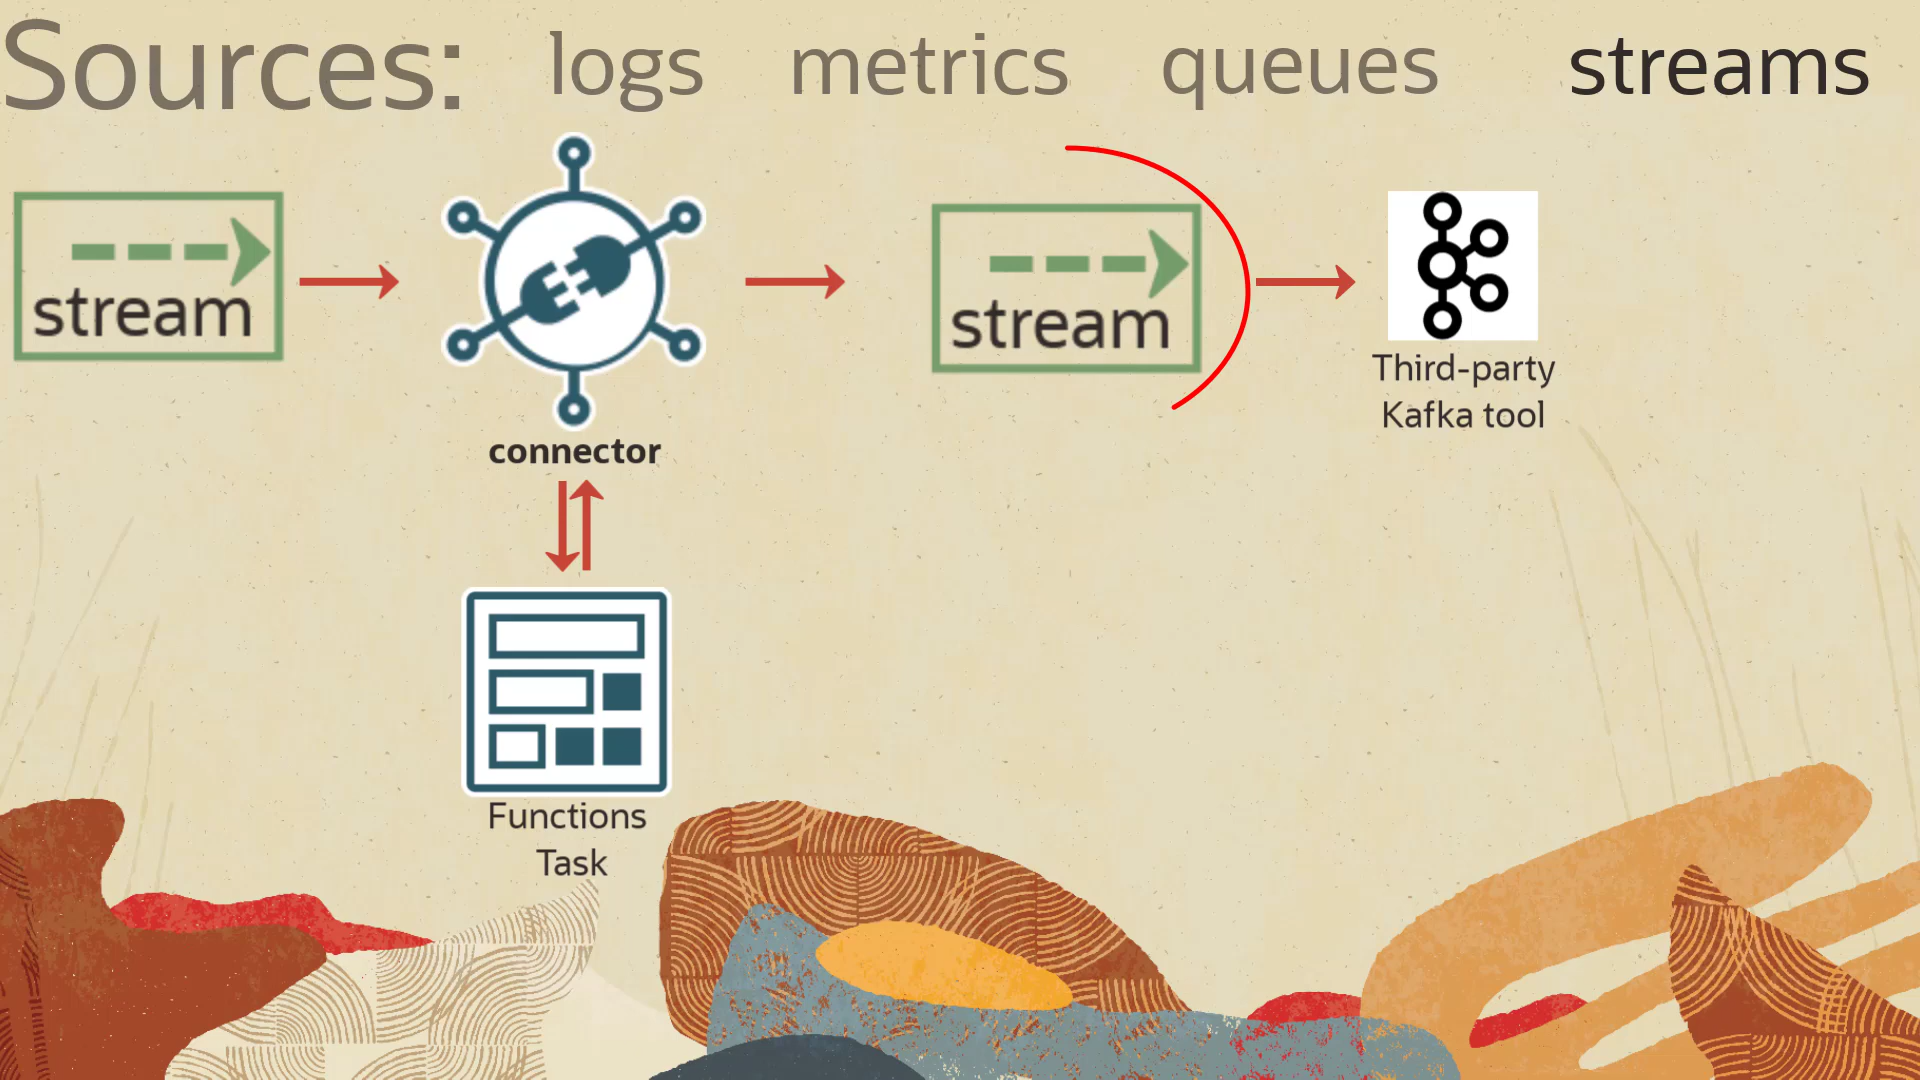 Sources: logs metrics queues streams
stream
stream
Third-party
Kafka tool
connector
Functions
Task